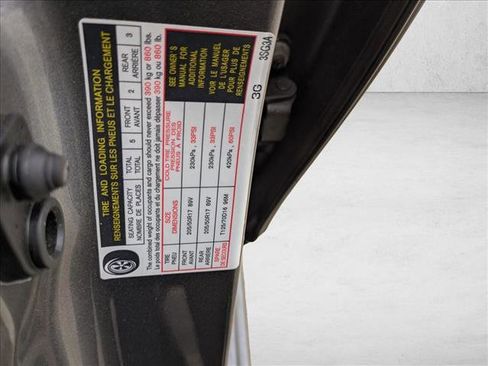 TIRE AND LOADING INFORMATION
RENSEIGNEMENTS SUR LES PNEUS ET LE CHARGEMENT
SEATING CAPACITY TOTAL 5 FRONT 2 REAR 3
NOMBRE DE PLACES TOTAL AVANT ARRIÈRE
The combined weight of occupants and cargo should never exceed 390 kg or 860 lbs.
Le poids total des occupants et du chargement ne doit jamais dépasser 390 kg ou 860 lb.
TIRE SIZE COLD TIRE PRESSURE
PNEU DIMENSIONS PRESSION DES PNEUS À FROID
FRONT AVANT 205/50R17 89V 230kPa, 33PSI
REAR ARRIÈRE 205/50R17 89V 230kPa, 33PSI
SPARE DE SECOURS T125/70D16 96M 420kPa, 60PSI
SEE OWNER'S
MANUAL FOR
ADDITIONAL
INFORMATION
VOIR LE MANUEL
DE L'USAGER
POUR PLUS DE
RENSEIGNEMENTS
3G 3SG3A